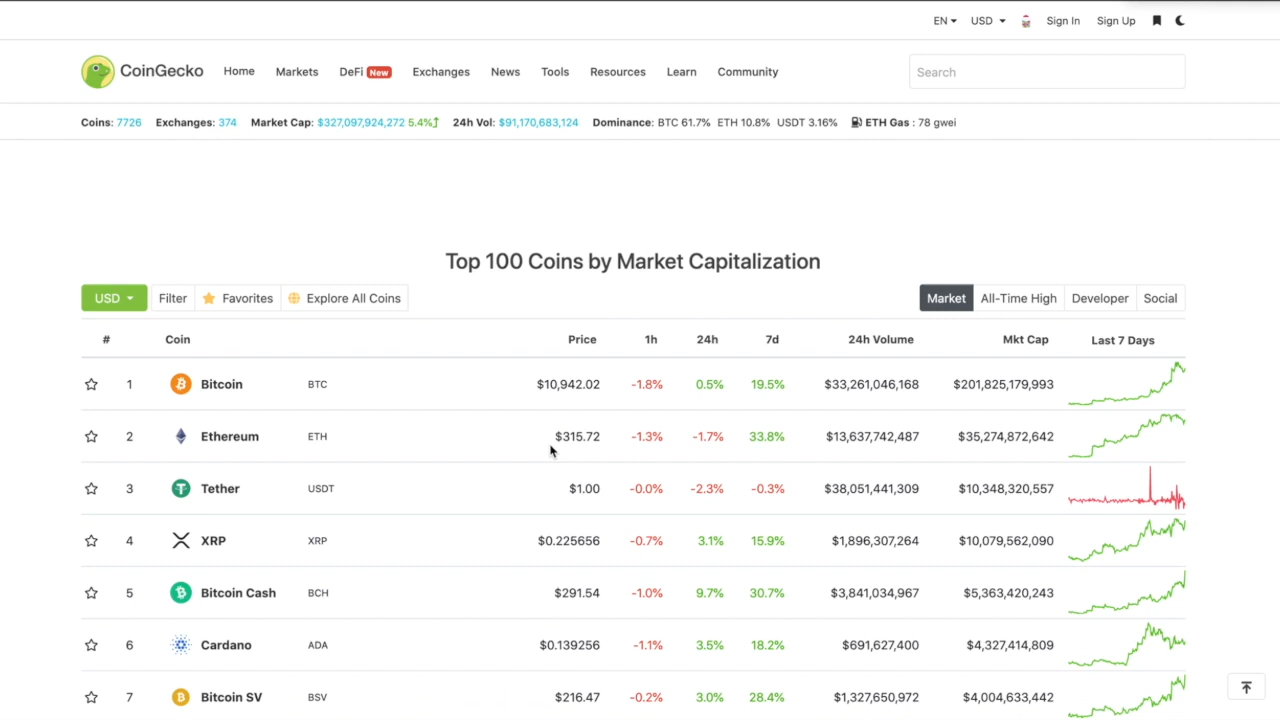 EN USD Sign In Sign Up
CoinGecko Home Markets DeFi New Exchanges News Tools Resources Learn Community Search
Coins: 7726 Exchanges: 374 Market Cap: $327,097,924,272 5.4% 24h Vol: $91,170,683,124 Dominance: BTC 61.7% ETH 10.8% USDT 3.16% ETH Gas : 78 gwei
Top 100 Coins by Market Capitalization
USD Filter Favorites Explore All Coins Market All-Time High Developer Social
# Coin Price 1h 24h 7d 24h Volume Mkt Cap Last 7 Days
1 Bitcoin BTC $10,942.02 -1.8% 0.5% 19.5% $33,261,046,168 $201,825,179,993
2 Ethereum ETH $315.72 -1.3% -1.7% 33.8% $13,637,742,487 $35,274,872,642
3 Tether USDT $1.00 -0.0% -2.3% -0.3% $38,051,441,309 $10,348,320,557
4 XRP XRP $0.225656 -0.7% 3.1% 15.9% $1,896,307,264 $10,079,562,090
5 Bitcoin Cash BCH $291.54 -1.0% 9.7% 30.7% $3,841,034,967 $5,363,420,243
6 Cardano ADA $0.139256 -1.1% 3.5% 18.2% $691,627,400 $4,327,414,809
7 Bitcoin SV BSV $216.47 -0.2% 3.0% 28.4% $1,327,650,972 $4,004,633,442